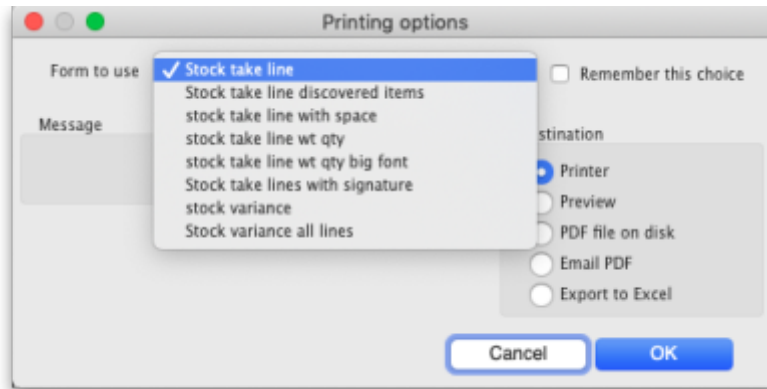 Printing options
Form to use
✓ Stock take line
Stock take line discovered items
stock take line with space
stock take line wt qty
stock take line wt qty big font
Stock take lines with signature
stock variance
Stock variance all lines
Remember this choice
Message
stination
Printer
Preview
PDF file on disk
Email PDF
Export to Excel
Cancel
OK